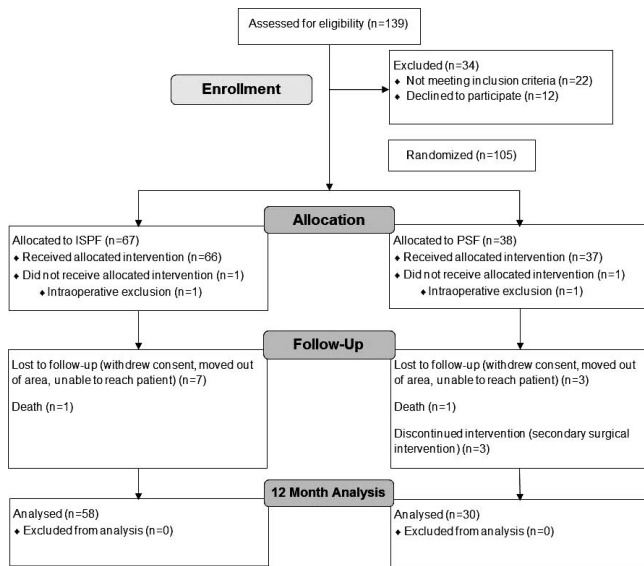 Assessed for eligibility (n=139)
Excluded (n=34)
♦ Not meeting inclusion criteria (n=22)
♦ Declined to participate (n=12)
Enrollment
Randomized (n=105)
Allocation
Allocated to ISPF (n=67)
♦ Received allocated intervention (n=66)
♦ Did not receive allocated intervention (n=1)
♦ Intraoperative exclusion (n=1)
Allocated to PSF (n=38)
♦ Received allocated intervention (n=37)
♦ Did not receive allocated intervention (n=1)
♦ Intraoperative exclusion (n=1)
Follow-Up
Lost to follow-up (withdrew consent, moved out
of area, unable to reach patient) (n=7)
Death (n=1)
Lost to follow-up (withdrew consent, moved out
of area, unable to reach patient) (n=3)
Death (n=1)
Discontinued intervention (secondary surgical
intervention) (n=3)
12 Month Analysis
Analysed (n=58)
♦ Excluded from analysis (n=0)
Analysed (n=30)
♦ Excluded from analysis (n=0)